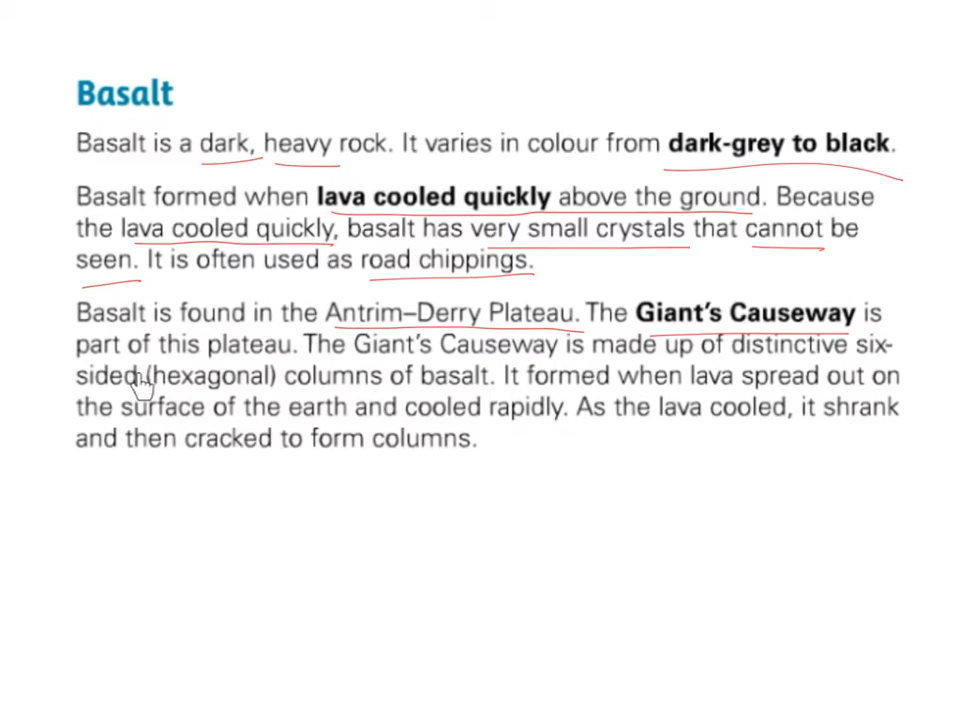 Basalt
Basalt is a dark, heavy rock. It varies in colour from dark-grey to black.
Basalt formed when lava cooled quickly above the ground. Because
the lava cooled quickly, basalt has very small crystals that cannot be
seen. It is often used as road chippings.
Basalt is found in the Antrim–Derry Plateau. The Giant's Causeway is
part of this plateau. The Giant's Causeway is made up of distinctive six-
sided (hexagonal) columns of basalt. It formed when lava spread out on
the surface of the earth and cooled rapidly. As the lava cooled, it shrank
and then cracked to form columns.